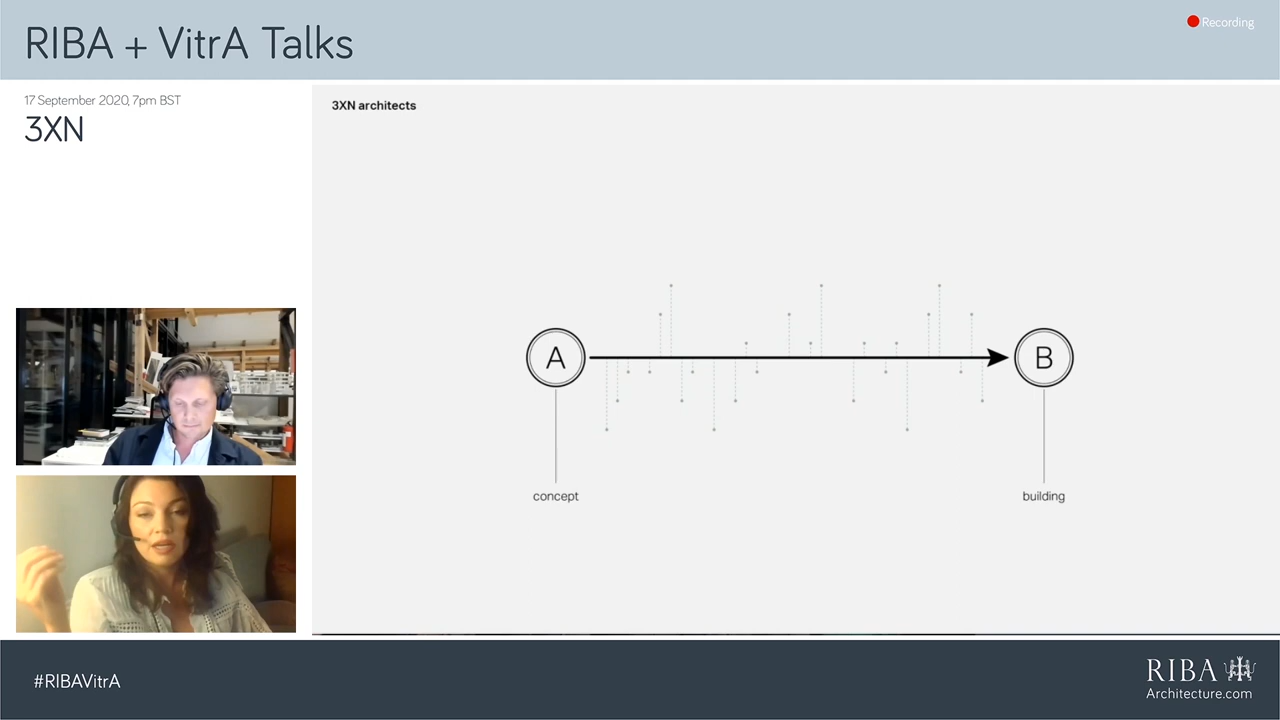 RIBA + VitrA Talks
Recording
17 September 2020, 7pm BST
3XN
3XN architects
A
B
concept
building
#RIBAVitrA
RIBA
Architecture.com